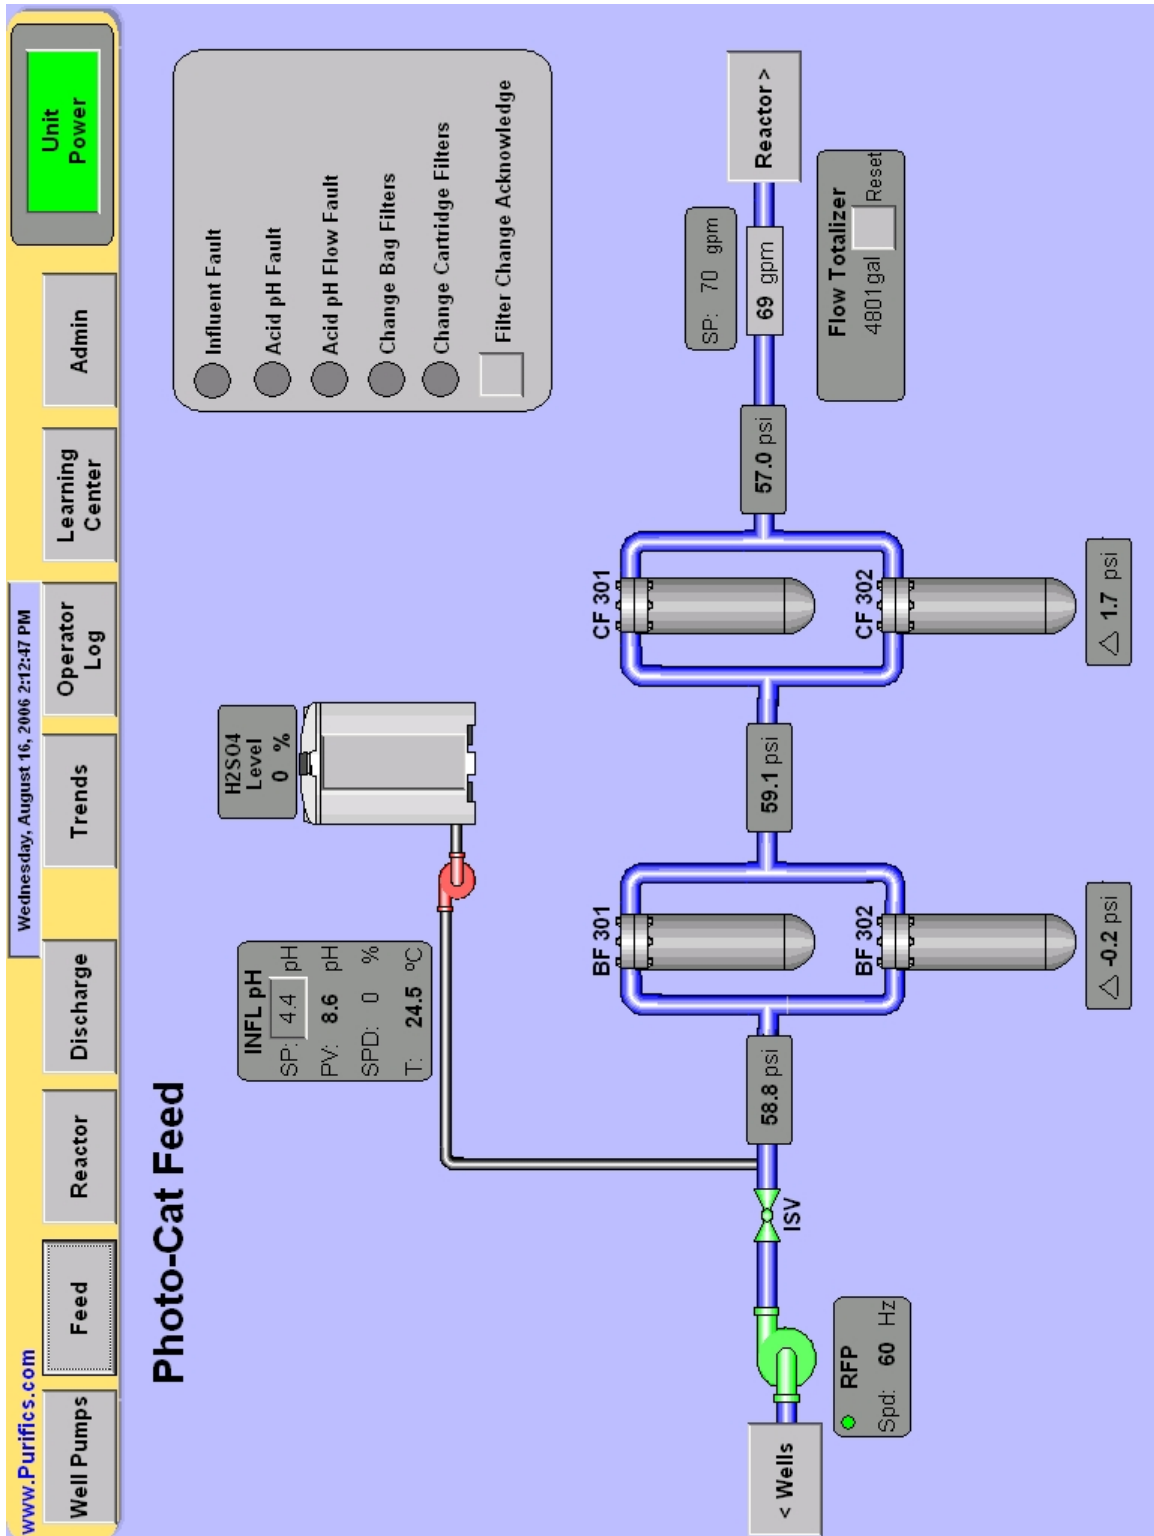 www.Purifics.com
Wednesday, August 16, 2006 2:12:47 PM
Well Pumps
Feed
Reactor
Discharge
Trends
Operator
Log
Learning
Center
Admin
Unit
Power
Photo-Cat Feed
INFL pH
SP: 4.4 pH
PV: 8.6 pH
SPD: 0 %
T: 24.5 ºC
H2SO4
Level
0 %
Influent Fault
Acid pH Fault
Acid pH Flow Fault
Change Bag Filters
Change Cartridge Filters
Filter Change Acknowledge
< Wells
RFP
Spd: 60 Hz
ISV
58.8 psi
BF 301
BF 302
△ -0.2 psi
59.1 psi
CF 301
CF 302
△ 1.7 psi
57.0 psi
SP: 70 gpm
69 gpm
Reactor >
Flow Totalizer
4801gal Reset